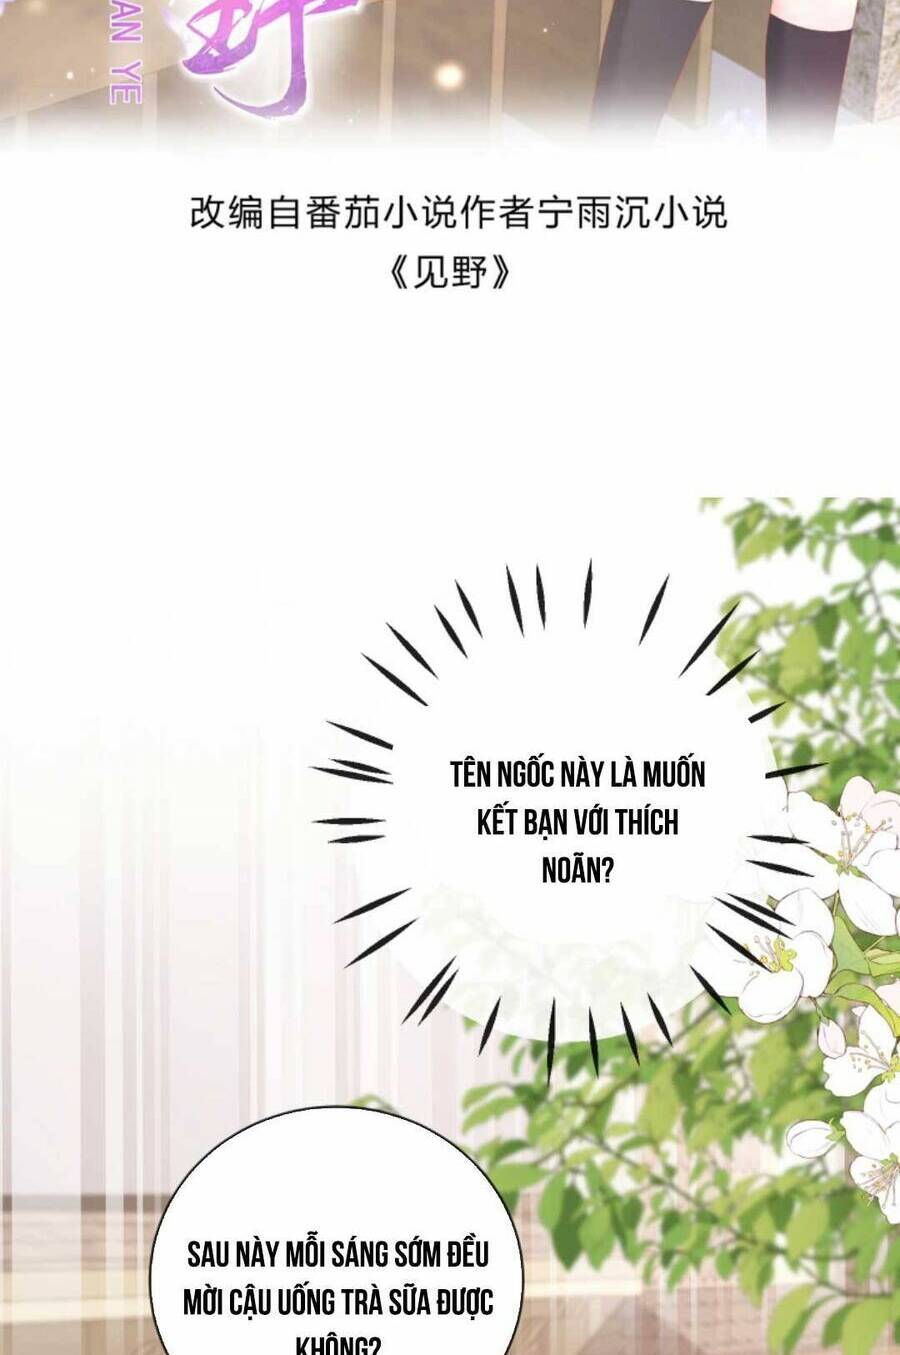 AN YE
野
改编自番茄小说作者宁雨沉小说
《见野》
TÊN NGỐC NÀY LÀ MUỐN
KẾT BẠN VỚI THÍCH
NOÃN?
SAU NÀY MỖI SÁNG SỚM ĐỀU
MỜI CẬU UỐNG TRÀ SỮA ĐƯỢC
KHÔNG?